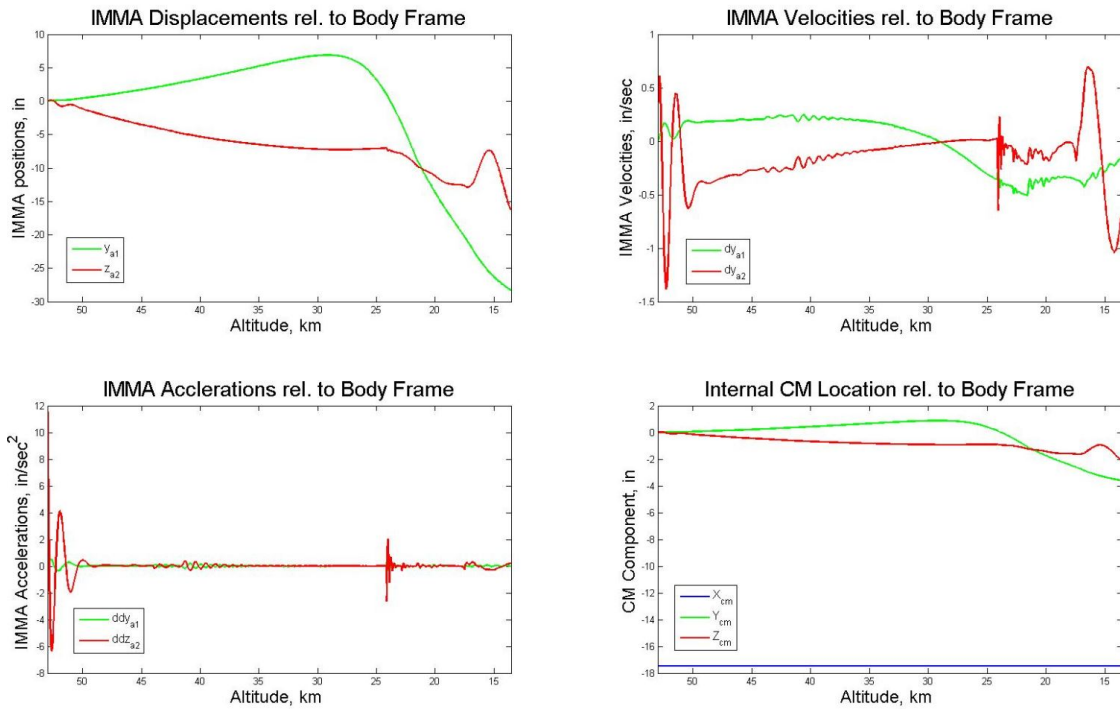 IMMA Displacements rel. to Body Frame
IMMA positions, in
10
5
0
-5
-10
-15
-20
-25
-30
y_a1
z_a2
50 45 40 35 30 25 20 15
Altitude, km
IMMA Velocities rel. to Body Frame
IMMA Velocities, in/sec
1
0.5
0
-0.5
-1
-1.5
dy_a1
dy_a2
50 45 40 35 30 25 20 15
Altitude, km
IMMA Acclerations rel. to Body Frame
IMMA Accelerations, in/sec^2
12
10
8
6
4
2
0
-2
-4
-6
-8
ddy_a1
ddz_a2
50 45 40 35 30 25 20 15
Altitude, km
Internal CM Location rel. to Body Frame
CM Component, in
2
0
-2
-4
-6
-8
-10
-12
-14
-16
-18
X_cm
Y_cm
Z_cm
50 45 40 35 30 25 20 15
Altitude, km